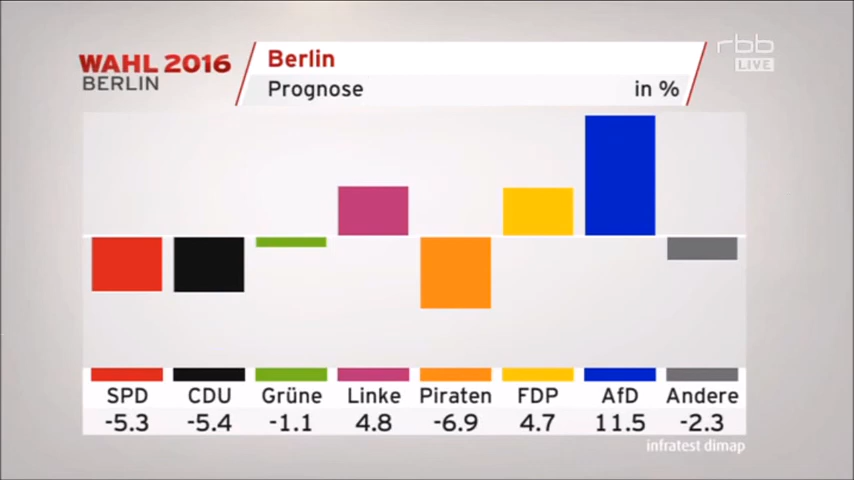 WAHL 2016
BERLIN
Berlin
Prognose in %
rbb
LIVE
SPD CDU Grüne Linke Piraten FDP AfD Andere
-5.3 -5.4 -1.1 4.8 -6.9 4.7 11.5 -2.3
infratest dimap